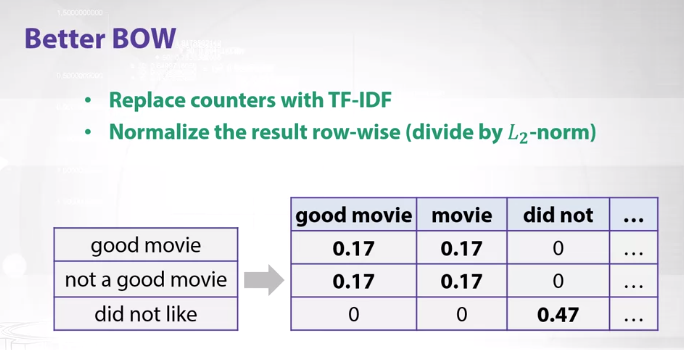 Better BOW
• Replace counters with TF-IDF
• Normalize the result row-wise (divide by L₂-norm)
good movie movie did not ...
good movie 0.17 0.17 0 ...
not a good movie 0.17 0.17 0 ...
did not like 0 0 0.47 ...